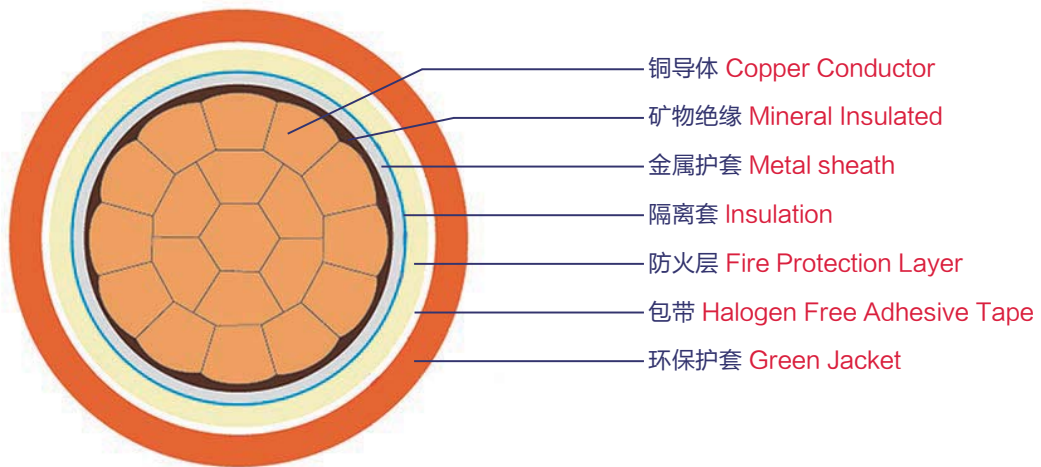 铜导体 Copper Conductor
矿物绝缘 Mineral Insulated
金属护套 Metal sheath
隔离套 Insulation
防火层 Fire Protection Layer
包带 Halogen Free Adhesive Tape
环保护套 Green Jacket